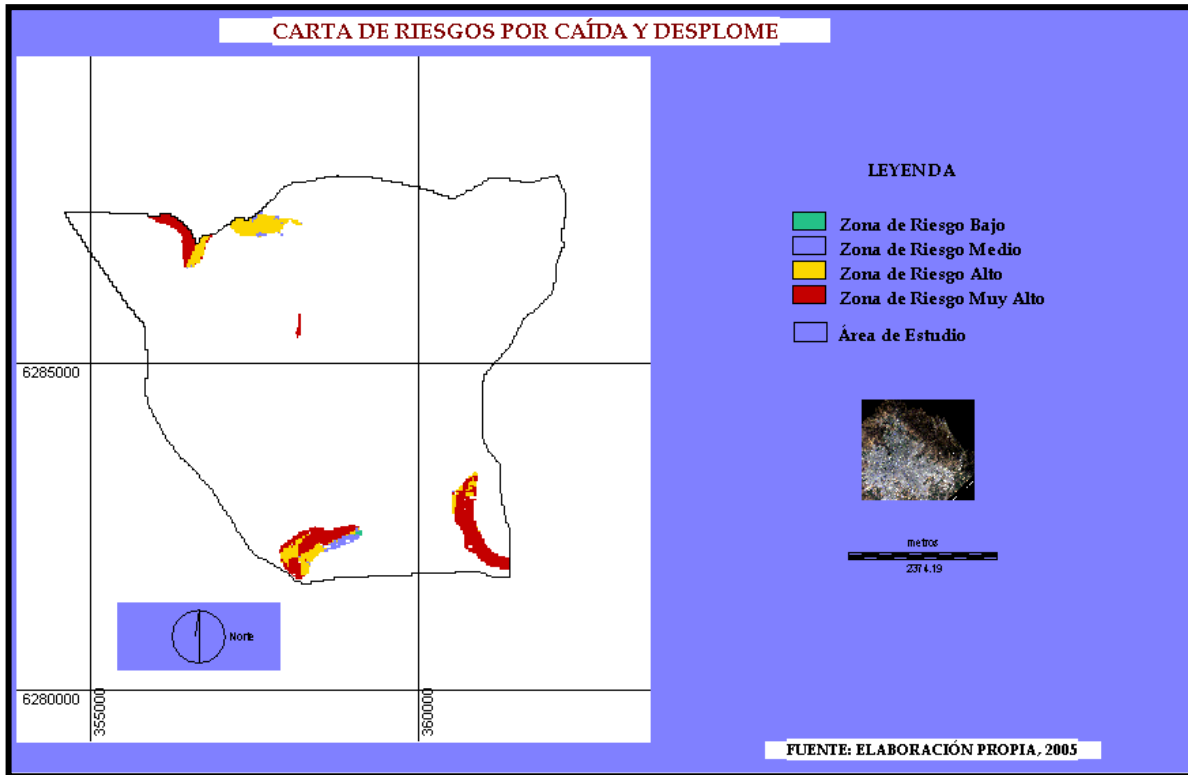 CARTA DE RIESGOS POR CAÍDA Y DESPLOME
LEYENDA
Zona de Riesgo Bajo
Zona de Riesgo Medio
Zona de Riesgo Alto
Zona de Riesgo Muy Alto
Área de Estudio
6285000
metros
2374.19
Norte
6280000
355000
360000
FUENTE: ELABORACIÓN PROPIA, 2005